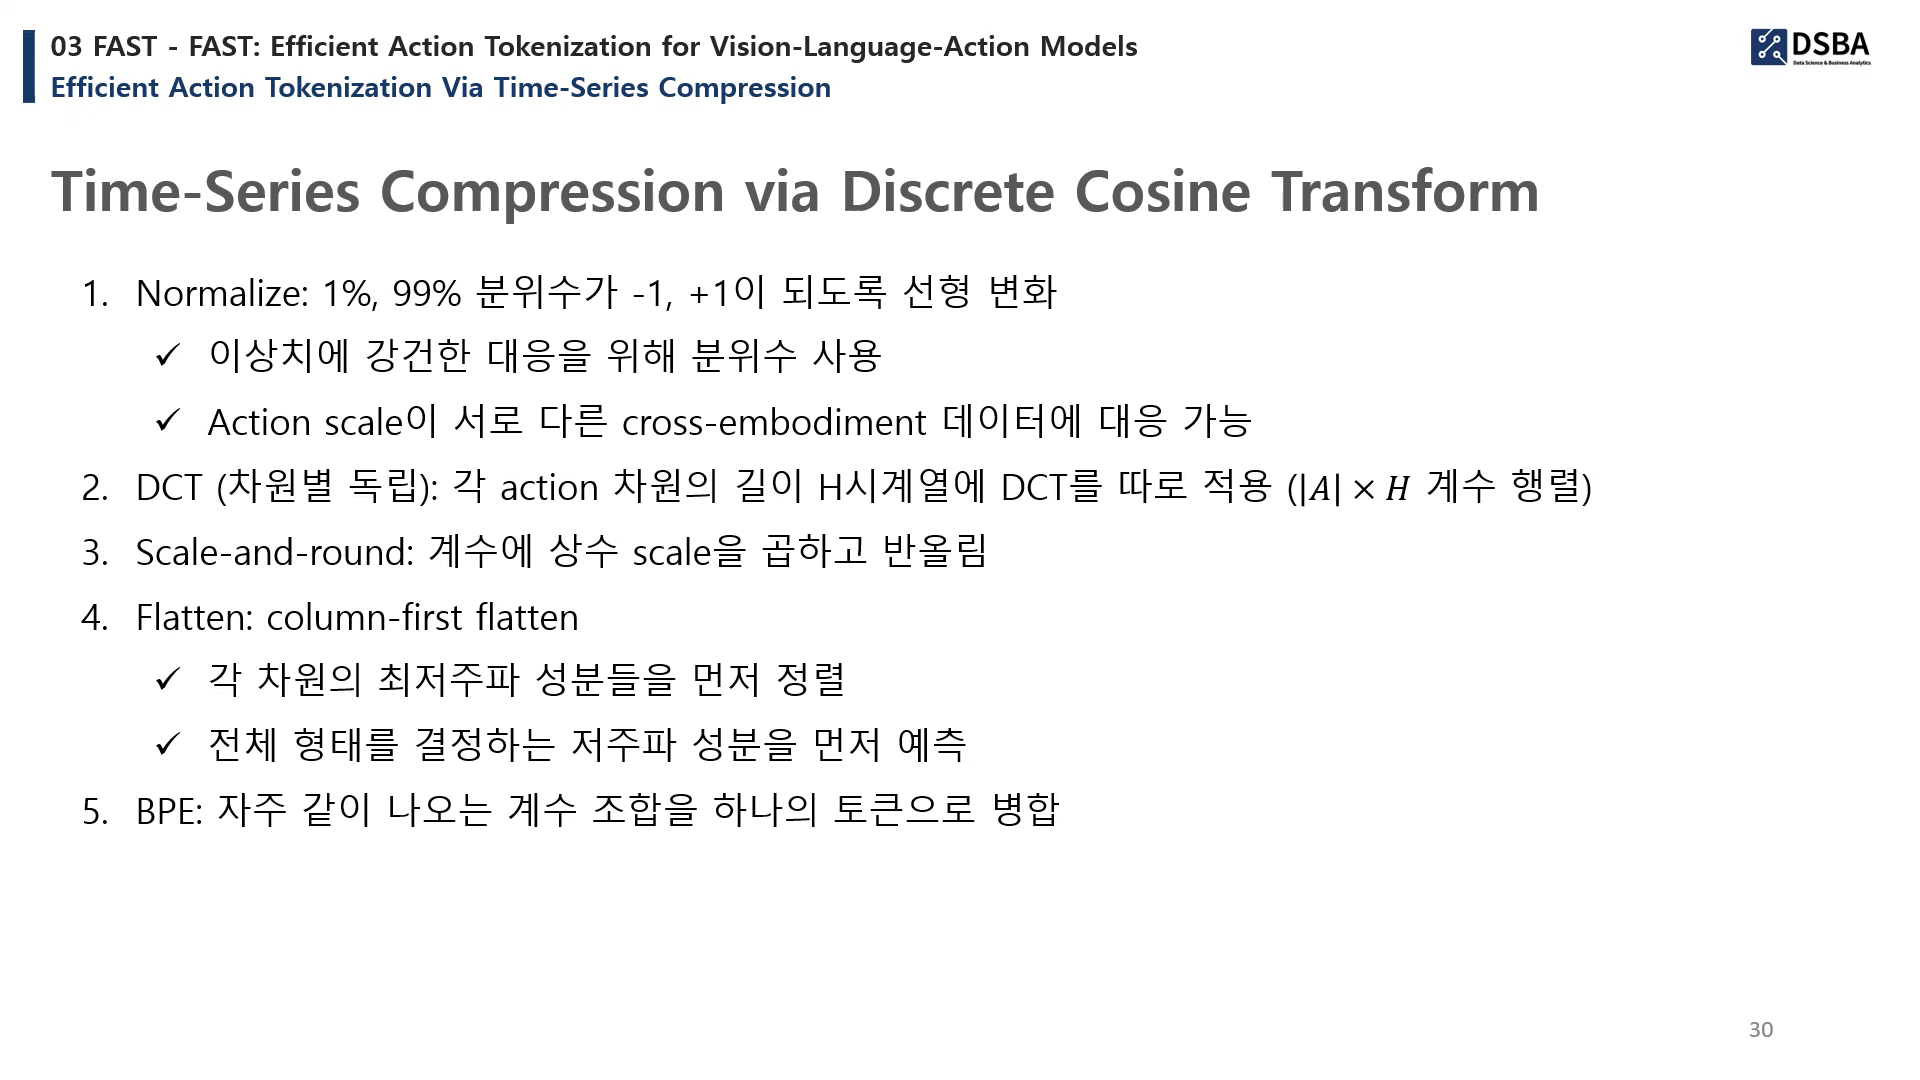 03 FAST - FAST: Efficient Action Tokenization for Vision-Language-Action Models
Efficient Action Tokenization Via Time-Series Compression
DSBA
Data Science & Business Analytics
Time-Series Compression via Discrete Cosine Transform
1. Normalize: 1%, 99% 분위수가 -1, +1이 되도록 선형 변화
✓ 이상치에 강건한 대응을 위해 분위수 사용
✓ Action scale이 서로 다른 cross-embodiment 데이터에 대응 가능
2. DCT (차원별 독립): 각 action 차원의 길이 H시계열에 DCT를 따로 적용 (|A| × H 계수 행렬)
3. Scale-and-round: 계수에 상수 scale을 곱하고 반올림
4. Flatten: column-first flatten
✓ 각 차원의 최저주파 성분들을 먼저 정렬
✓ 전체 형태를 결정하는 저주파 성분을 먼저 예측
5. BPE: 자주 같이 나오는 계수 조합을 하나의 토큰으로 병합
30